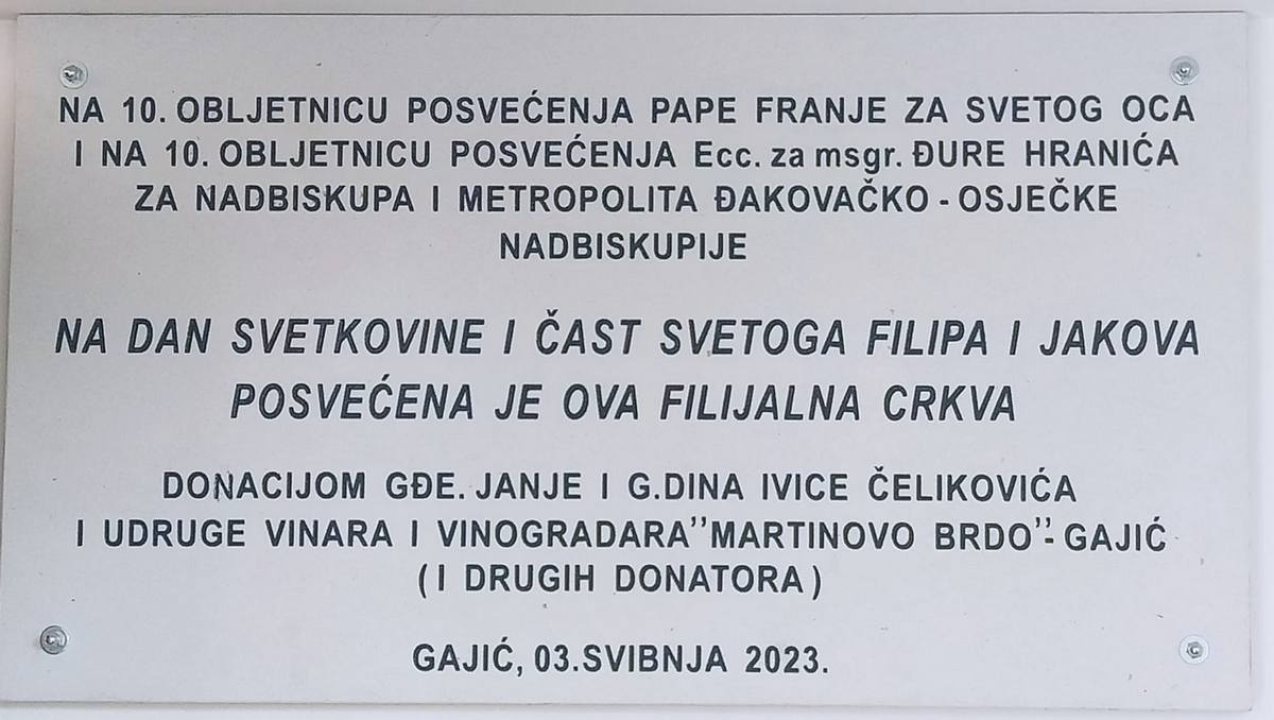 NA 10. OBLJETNICU POSVEĆENJA PAPE FRANJE ZA SVETOG OCA
I NA 10. OBLJETNICU POSVEĆENJA Ecc. za msgr. ĐURE HRANIĆA
ZA NADBISKUPA I METROPOLITA ĐAKOVAČKO - OSJEČKE
NADBISKUPIJE
NA DAN SVETKOVINE I ČAST SVETOGA FILIPA I JAKOVA
POSVEĆENA JE OVA FILIJALNA CRKVA
DONACIJOM GĐE. JANJE I G.DINA IVICE ČELIKOVIĆA
I UDRUGE VINARA I VINOGRADARA''MARTINOVO BRDO''- GAJIĆ
(I DRUGIH DONATORA)
GAJIĆ, 03.SVIBNJA 2023.